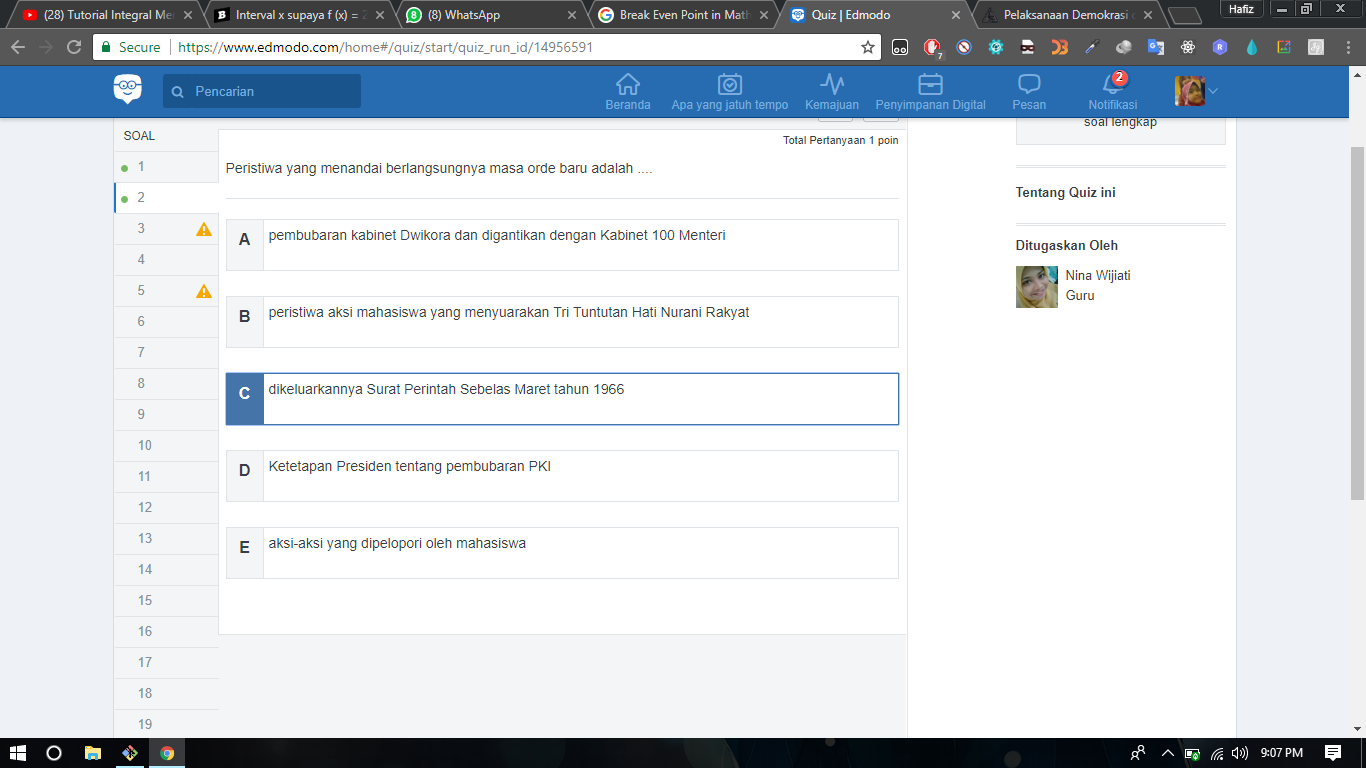 (28) Tutorial Integral Me
Interval x supaya f (x) = 2
(8) WhatsApp
Break Even Point in Math
Quiz | Edmodo
Pelaksanaan Demokrasi
Hafiz
Secure
https://www.edmodo.com/home#/quiz/start/quiz_run_id/14956591
7
Pencarian
Beranda
Apa yang jatuh tempo
Kemajuan
Penyimpanan Digital
Pesan
Notifikasi
2
SOAL
1
2
3
4
5
6
7
8
9
10
11
12
13
14
15
16
17
18
19
Total Pertanyaan 1 poin
Peristiwa yang menandai berlangsungnya masa orde baru adalah ....
A pembubaran kabinet Dwikora dan digantikan dengan Kabinet 100 Menteri
B peristiwa aksi mahasiswa yang menyuarakan Tri Tuntutan Hati Nurani Rakyat
C dikeluarkannya Surat Perintah Sebelas Maret tahun 1966
D Ketetapan Presiden tentang pembubaran PKI
E aksi-aksi yang dipelopori oleh mahasiswa
soal lengkap
Tentang Quiz ini
Ditugaskan Oleh
Nina Wijiati
Guru
9:07 PM